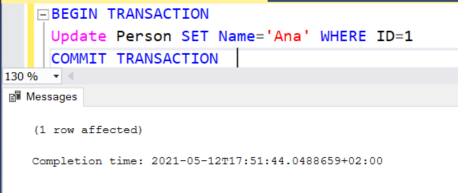 BEGIN TRANSACTION
Update Person SET Name='Ana' WHERE ID=1
COMMIT TRANSACTION
130 %
Messages
(1 row affected)
Completion time: 2021-05-12T17:51:44.0488659+02:00